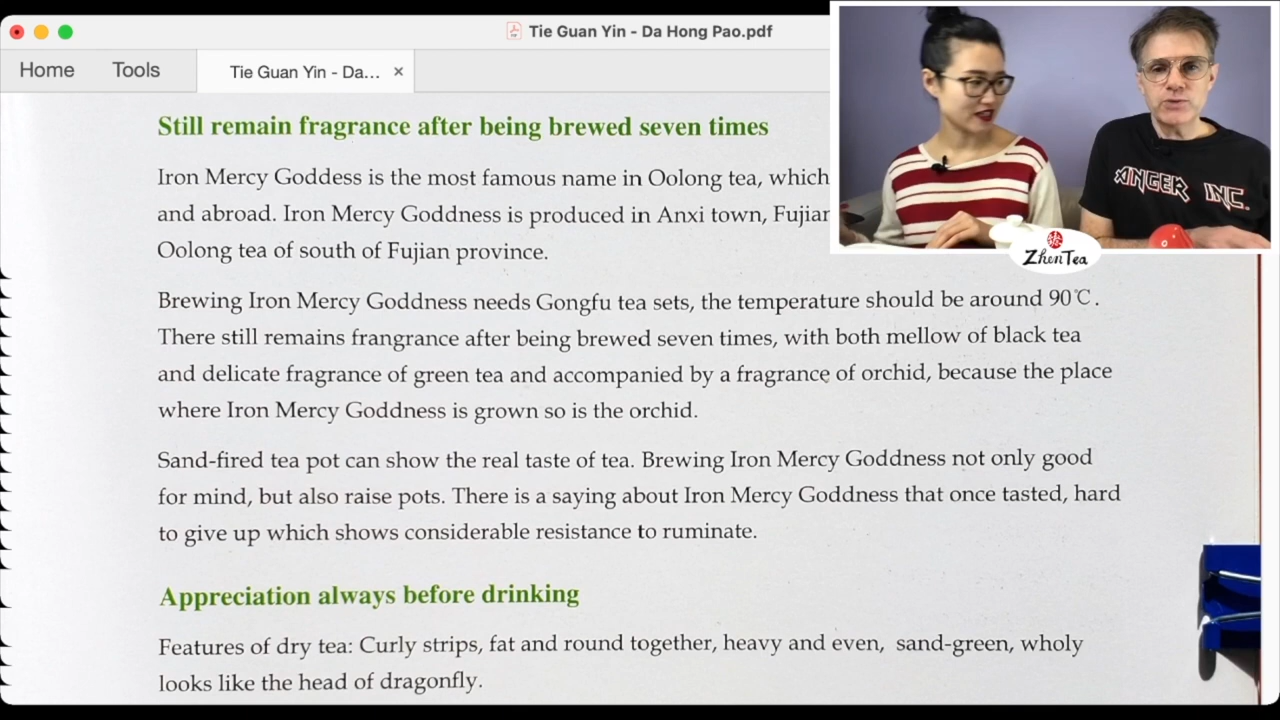 Tie Guan Yin - Da Hong Pao.pdf
Home
Tools
Tie Guan Yin - Da...
Still remain fragrance after being brewed seven times
Iron Mercy Goddess is the most famous name in Oolong tea, which
and abroad. Iron Mercy Goddness is produced in Anxi town, Fujian
Oolong tea of south of Fujian province.
Brewing Iron Mercy Goddness needs Gongfu tea sets, the temperature should be around 90℃.
There still remains frangrance after being brewed seven times, with both mellow of black tea
and delicate fragrance of green tea and accompanied by a fragrance of orchid, because the place
where Iron Mercy Goddness is grown so is the orchid.
Sand-fired tea pot can show the real taste of tea. Brewing Iron Mercy Goddness not only good
for mind, but also raise pots. There is a saying about Iron Mercy Goddness that once tasted, hard
to give up which shows considerable resistance to ruminate.
Appreciation always before drinking
Features of dry tea: Curly strips, fat and round together, heavy and even, sand-green, wholy
looks like the head of dragonfly.
ANGER INC.
ZhenTea